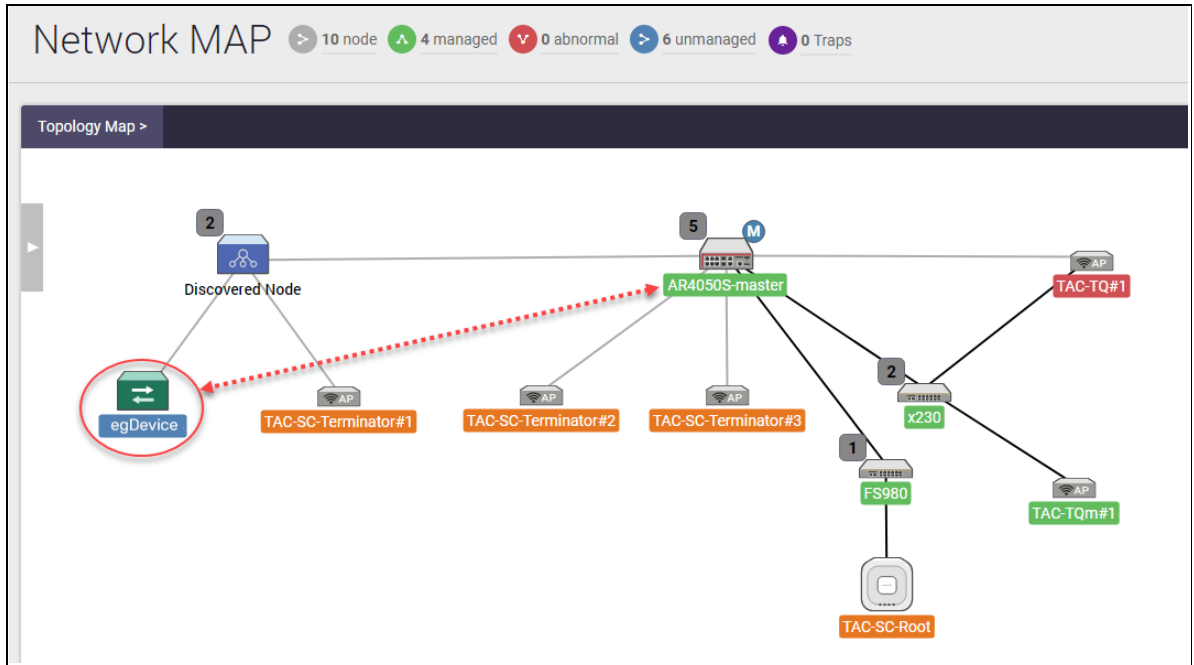 Network MAP 10 node 4 managed 0 abnormal 6 unmanaged 0 Traps
Topology Map >
2
5
M
Discovered Node
AR4050S-master
AP
TAC-TQ#1
egDevice
AP
TAC-SC-Terminator#1
AP
TAC-SC-Terminator#2
AP
TAC-SC-Terminator#3
2
x230
1
FS980
AP
TAC-TQm#1
TAC-SC-Root